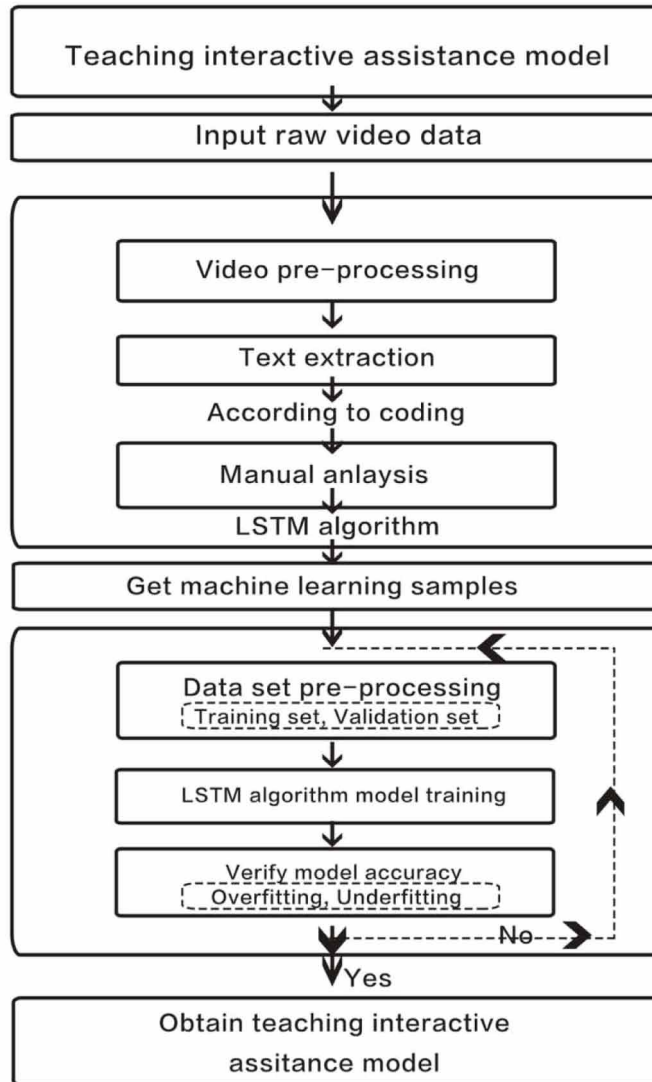 Teaching interactive assistance model
Input raw video data
Video pre-processing
Text extraction
According to coding
Manual anlaysis
LSTM algorithm
Get machine learning samples
Data set pre-processing
Training set, Validation set
LSTM algorithm model training
Verify model accuracy
Overfitting, Underfitting
No
Yes
Obtain teaching interactive
assitance model